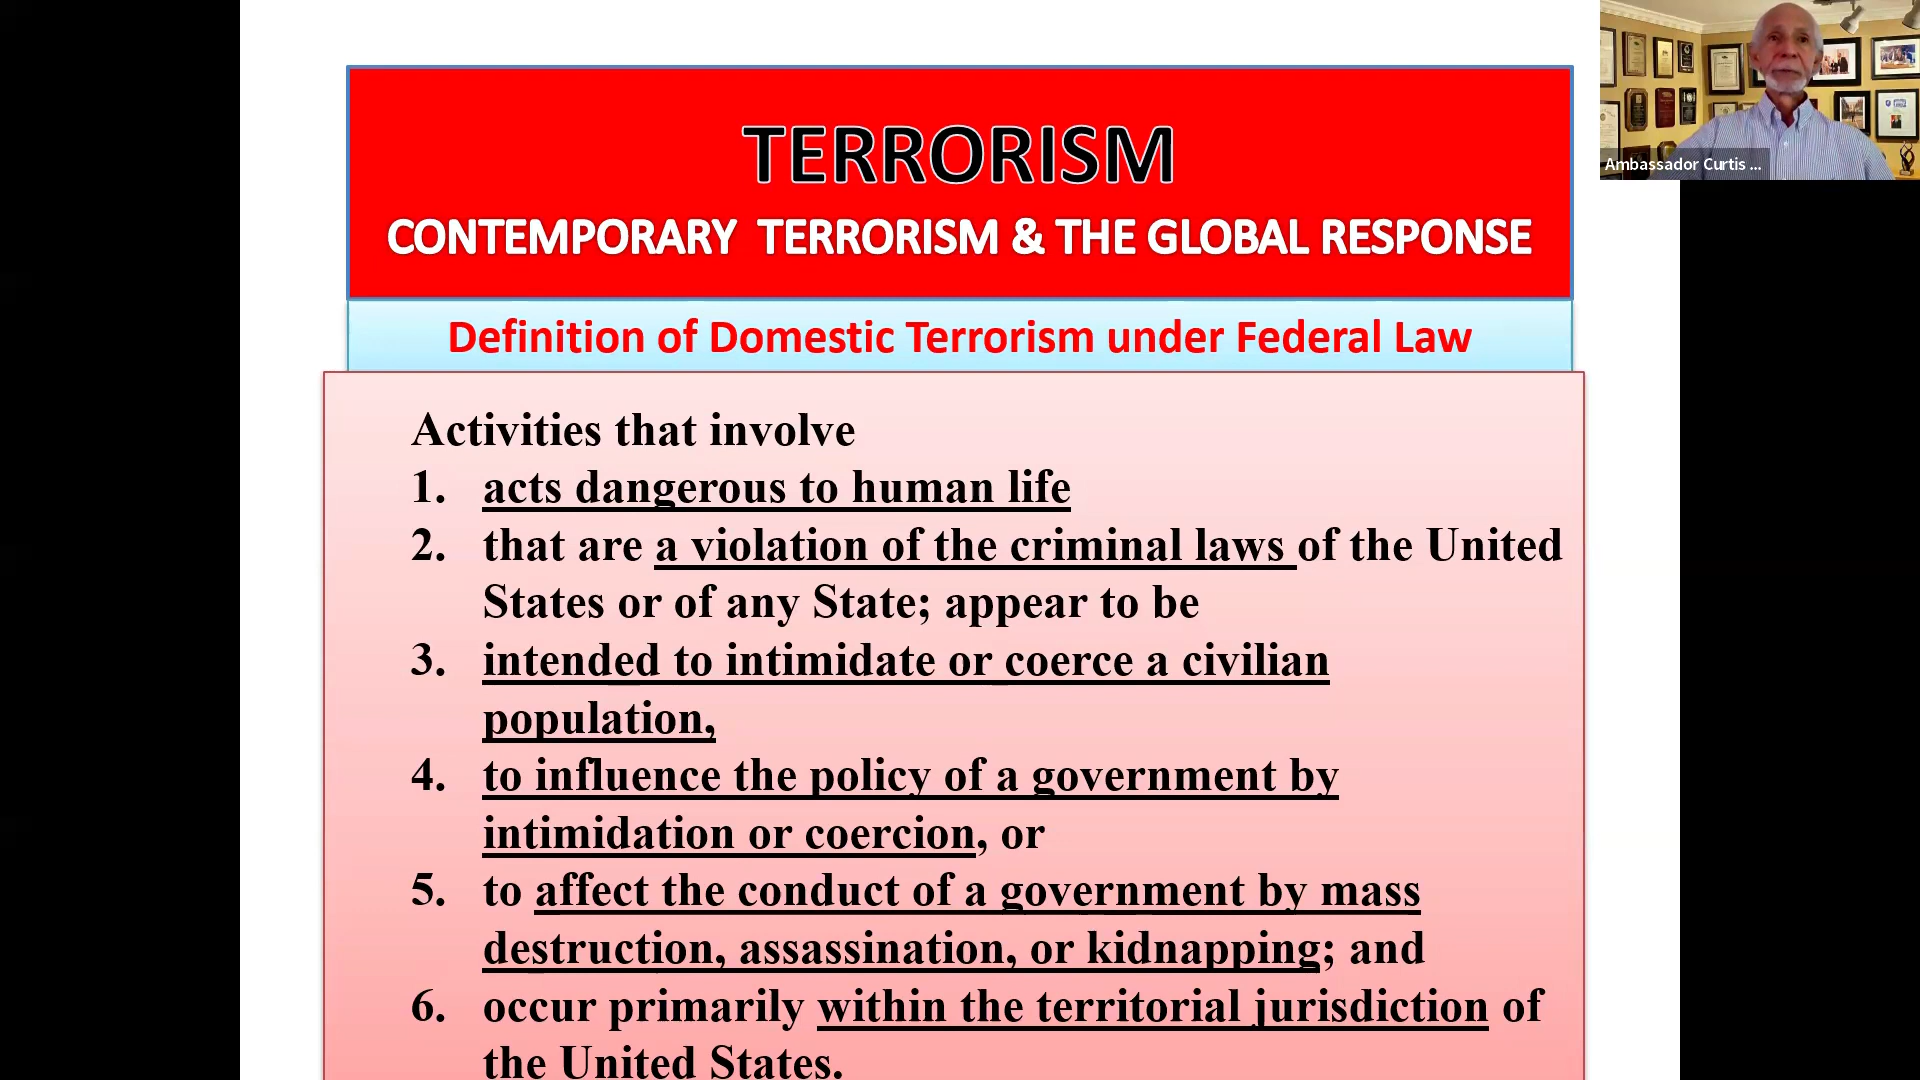 TERRORISM
CONTEMPORARY TERRORISM & THE GLOBAL RESPONSE
Definition of Domestic Terrorism under Federal Law
Activities that involve
1. acts dangerous to human life
2. that are a violation of the criminal laws of the United
States or of any State; appear to be
3. intended to intimidate or coerce a civilian
population,
4. to influence the policy of a government by
intimidation or coercion, or
5. to affect the conduct of a government by mass
destruction, assassination, or kidnapping; and
6. occur primarily within the territorial jurisdiction of
the United States.
Ambassador Curtis ...